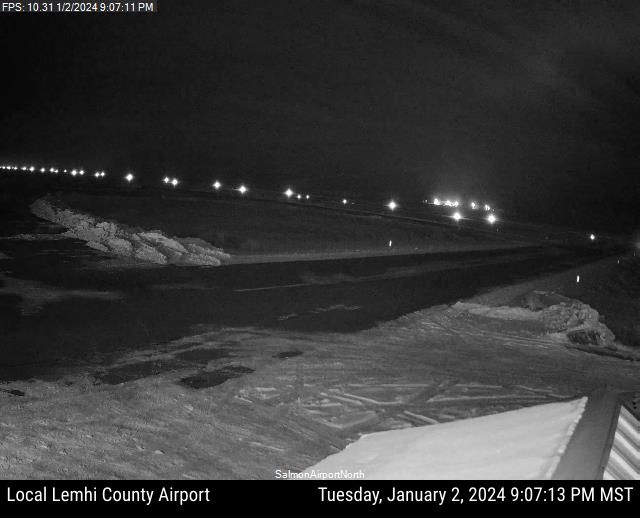 FPS: 10.31 1/2/2024 9:07:11 PM
SalmonAirportNorth
Local Lemhi County Airport Tuesday, January 2, 2024 9:07:13 PM MST